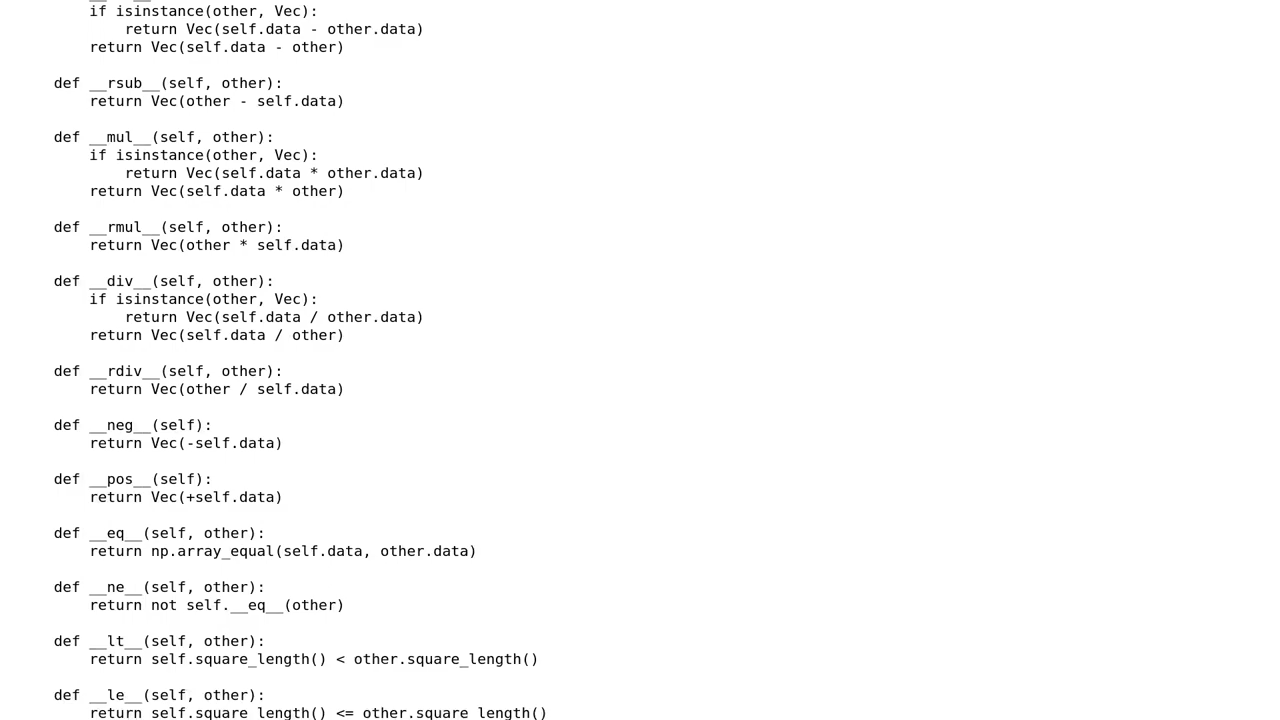 if isinstance(other, Vec):
            return Vec(self.data - other.data)
        return Vec(self.data - other)

    def __rsub__(self, other):
        return Vec(other - self.data)

    def __mul__(self, other):
        if isinstance(other, Vec):
            return Vec(self.data * other.data)
        return Vec(self.data * other)

    def __rmul__(self, other):
        return Vec(other * self.data)

    def __div__(self, other):
        if isinstance(other, Vec):
            return Vec(self.data / other.data)
        return Vec(self.data / other)

    def __rdiv__(self, other):
        return Vec(other / self.data)

    def __neg__(self):
        return Vec(-self.data)

    def __pos__(self):
        return Vec(+self.data)

    def __eq__(self, other):
        return np.array_equal(self.data, other.data)

    def __ne__(self, other):
        return not self.__eq__(other)

    def __lt__(self, other):
        return self.square_length() < other.square_length()

    def __le__(self, other):
        return self.square_length() <= other.square_length()